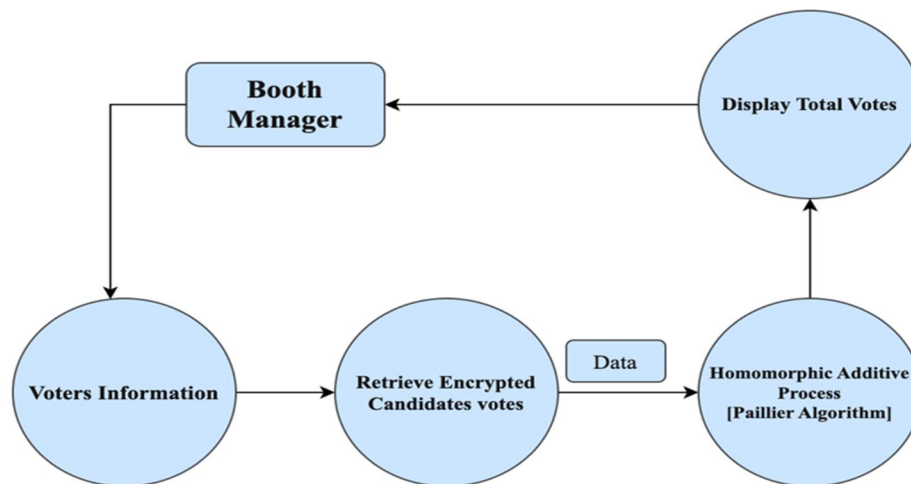 Booth
Manager
Display Total Votes
Voters Information
Retrieve Encrypted
Candidates votes
Data
Homomorphic Additive
Process
[Paillier Algorithm]